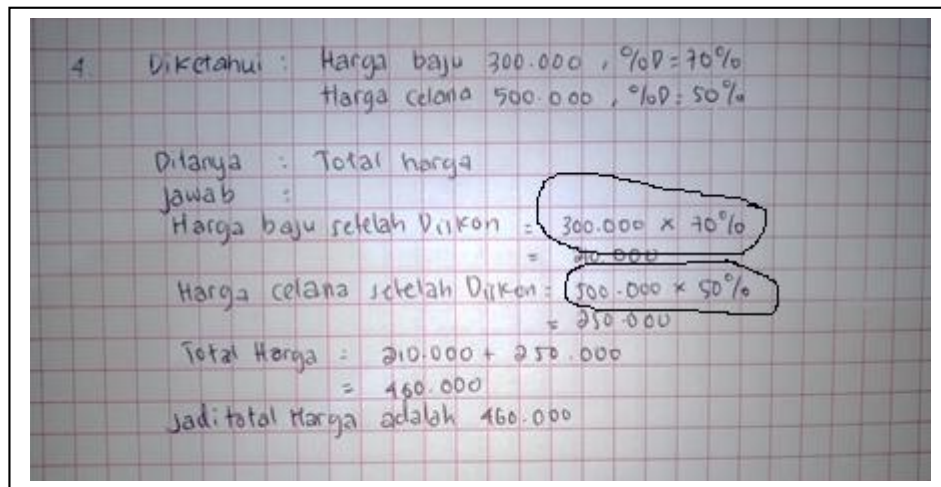 4. Diketahui : Harga baju 300.000 , %D = 70%
Harga celana 500.000 , %D : 50%
Ditanya : Total harga
Jawab :
Harga baju setelah Diskon = 300.000 x 70%
= 210.000
Harga celana setelah Diskon = 500.000 x 50%
= 250.000
Total Harga = 210.000 + 250.000
= 460.000
Jadi total Harga adalah 460.000